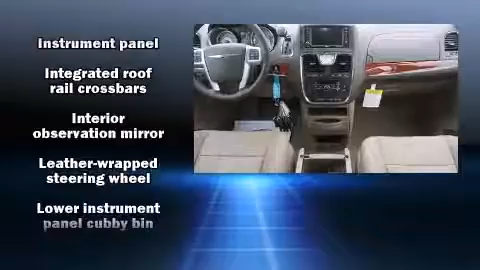 Instrument panel
Integrated roof
rail crossbars
Interior
observation mirror
Leather-wrapped
steering wheel
Lower instrument
panel cubby bin